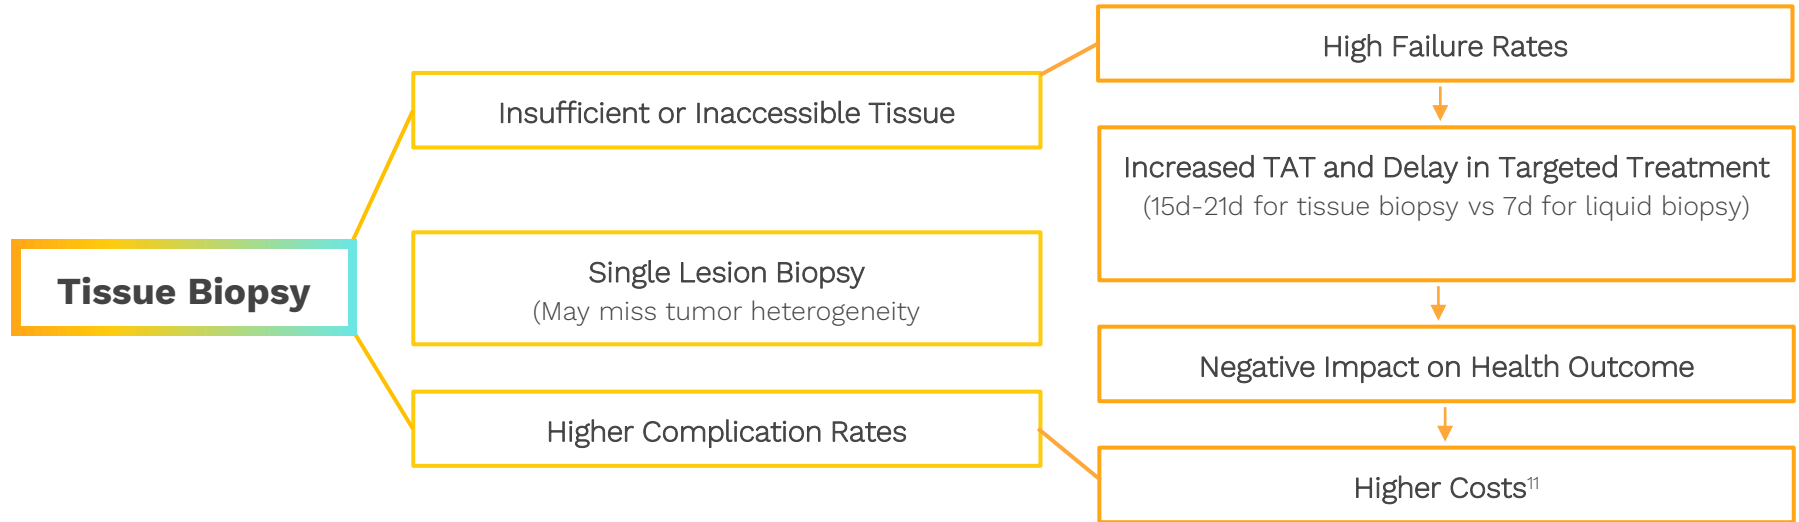 Tissue Biopsy
Insufficient or Inaccessible Tissue
Single Lesion Biopsy
(May miss tumor heterogeneity
Higher Complication Rates
High Failure Rates
Increased TAT and Delay in Targeted Treatment
(15d-21d for tissue biopsy vs 7d for liquid biopsy)
Negative Impact on Health Outcome
Higher Costs¹¹